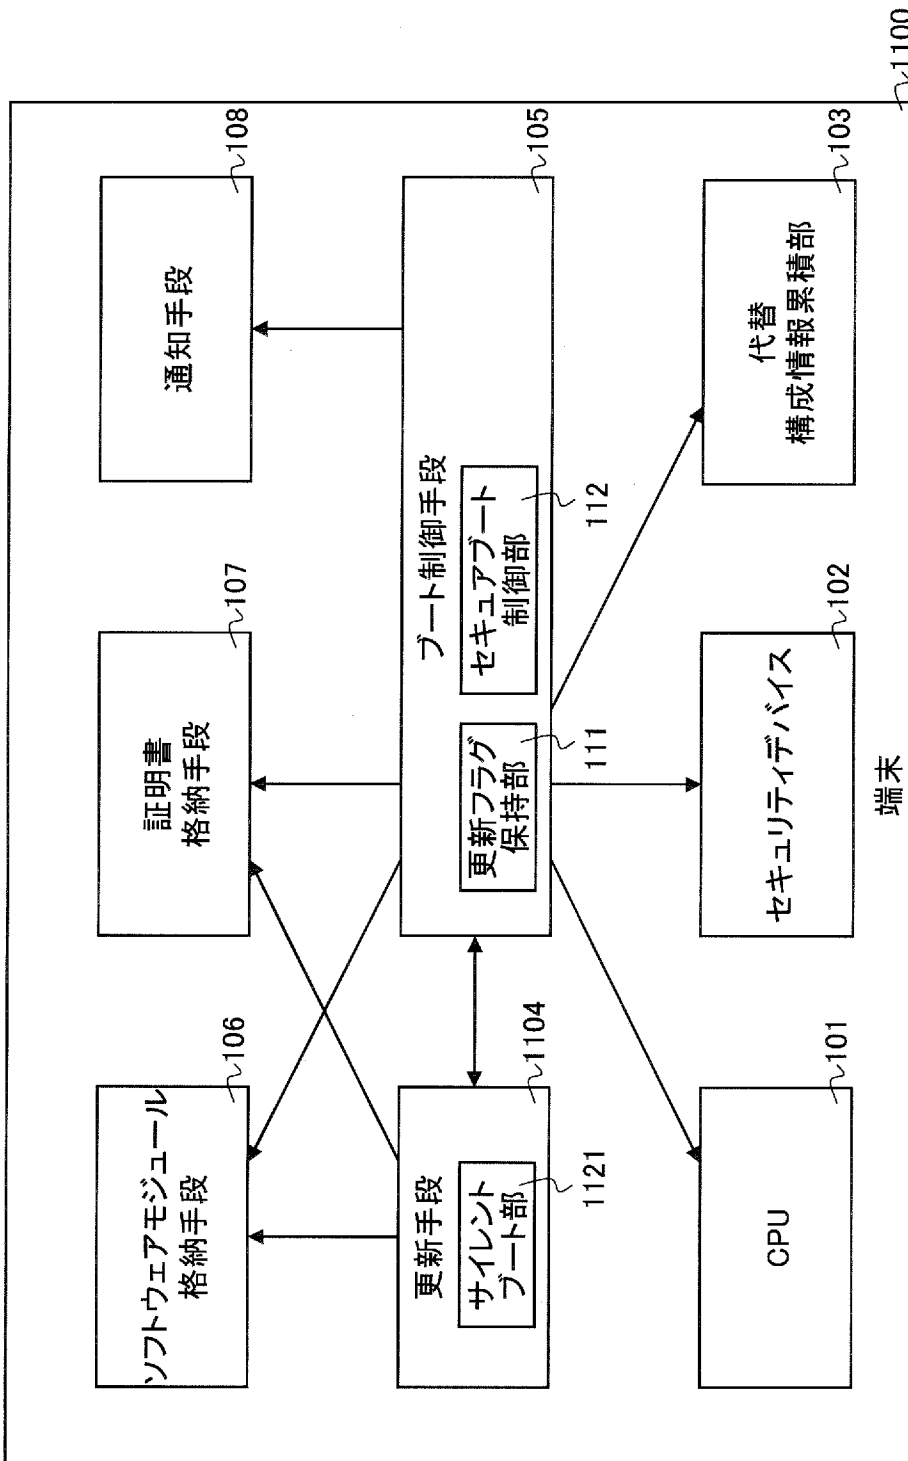 ソフトウェアモジュール
格納手段
106
証明書
格納手段
107
通知手段
108
更新手段
サイレント
ブート部
1121
1104
ブート制御手段
更新フラグ
保持部
111
セキュアブート
制御部
112
105
CPU
101
セキュリティデバイス
102
代替
構成情報累積部
103
端末
1100